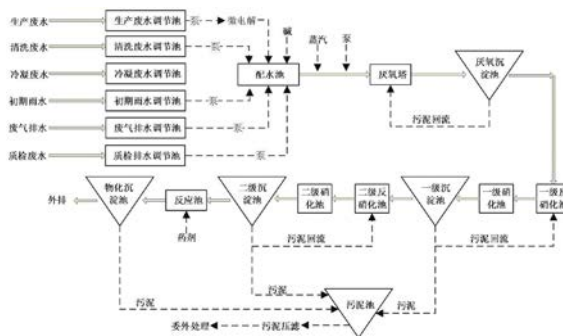 生产废水
生产废水调节池
泵
微电解
碱
清洗废水
清洗废水调节池
泵
蒸汽
泵
冷凝废水
冷凝废水调节池
配水池
厌氧塔
厌氧沉
淀池
初期雨水
初期雨水调节池
泵
废气排水
废气排水调节池
泵
污泥回流
质检废水
质检排水调节池
泵
外排
物化沉
淀池
反应池
二级沉
淀池
二级硝
化池
二级反
硝化池
一级沉
淀池
一级硝
化池
一级反
硝化池
药剂
污泥回流
污泥回流
污泥
污泥
污泥
污泥池
委外处理
污泥压滤